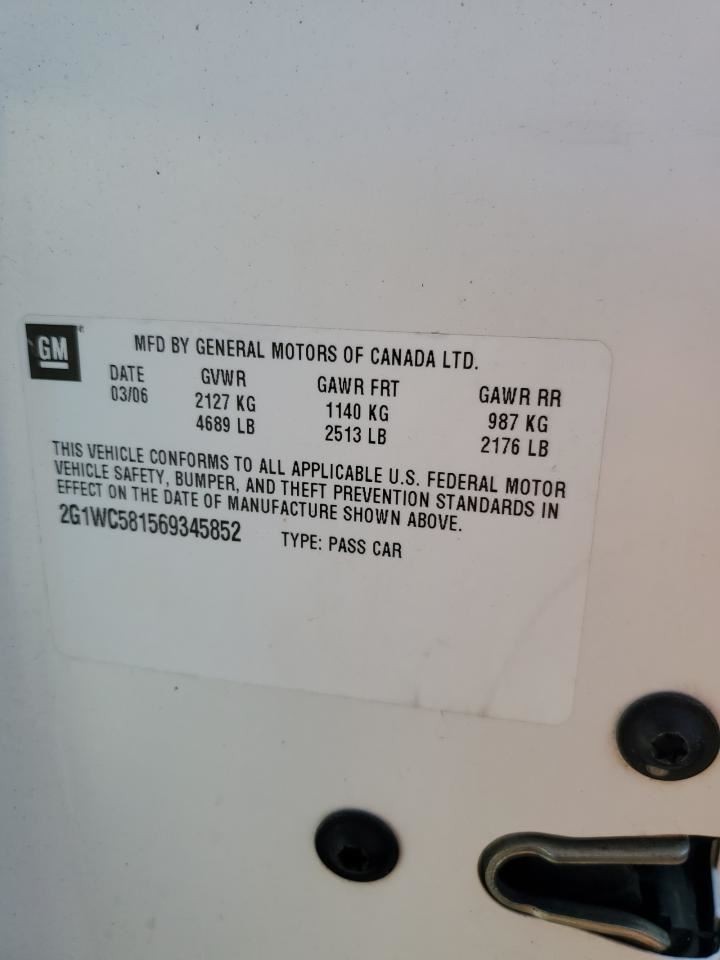 GM
MFD BY GENERAL MOTORS OF CANADA LTD.
DATE GVWR GAWR FRT GAWR RR
03/06 2127 KG 1140 KG 987 KG
4689 LB 2513 LB 2176 LB
THIS VEHICLE CONFORMS TO ALL APPLICABLE U.S. FEDERAL MOTOR
VEHICLE SAFETY, BUMPER, AND THEFT PREVENTION STANDARDS IN
EFFECT ON THE DATE OF MANUFACTURE SHOWN ABOVE.
2G1WC581569345852 TYPE: PASS CAR